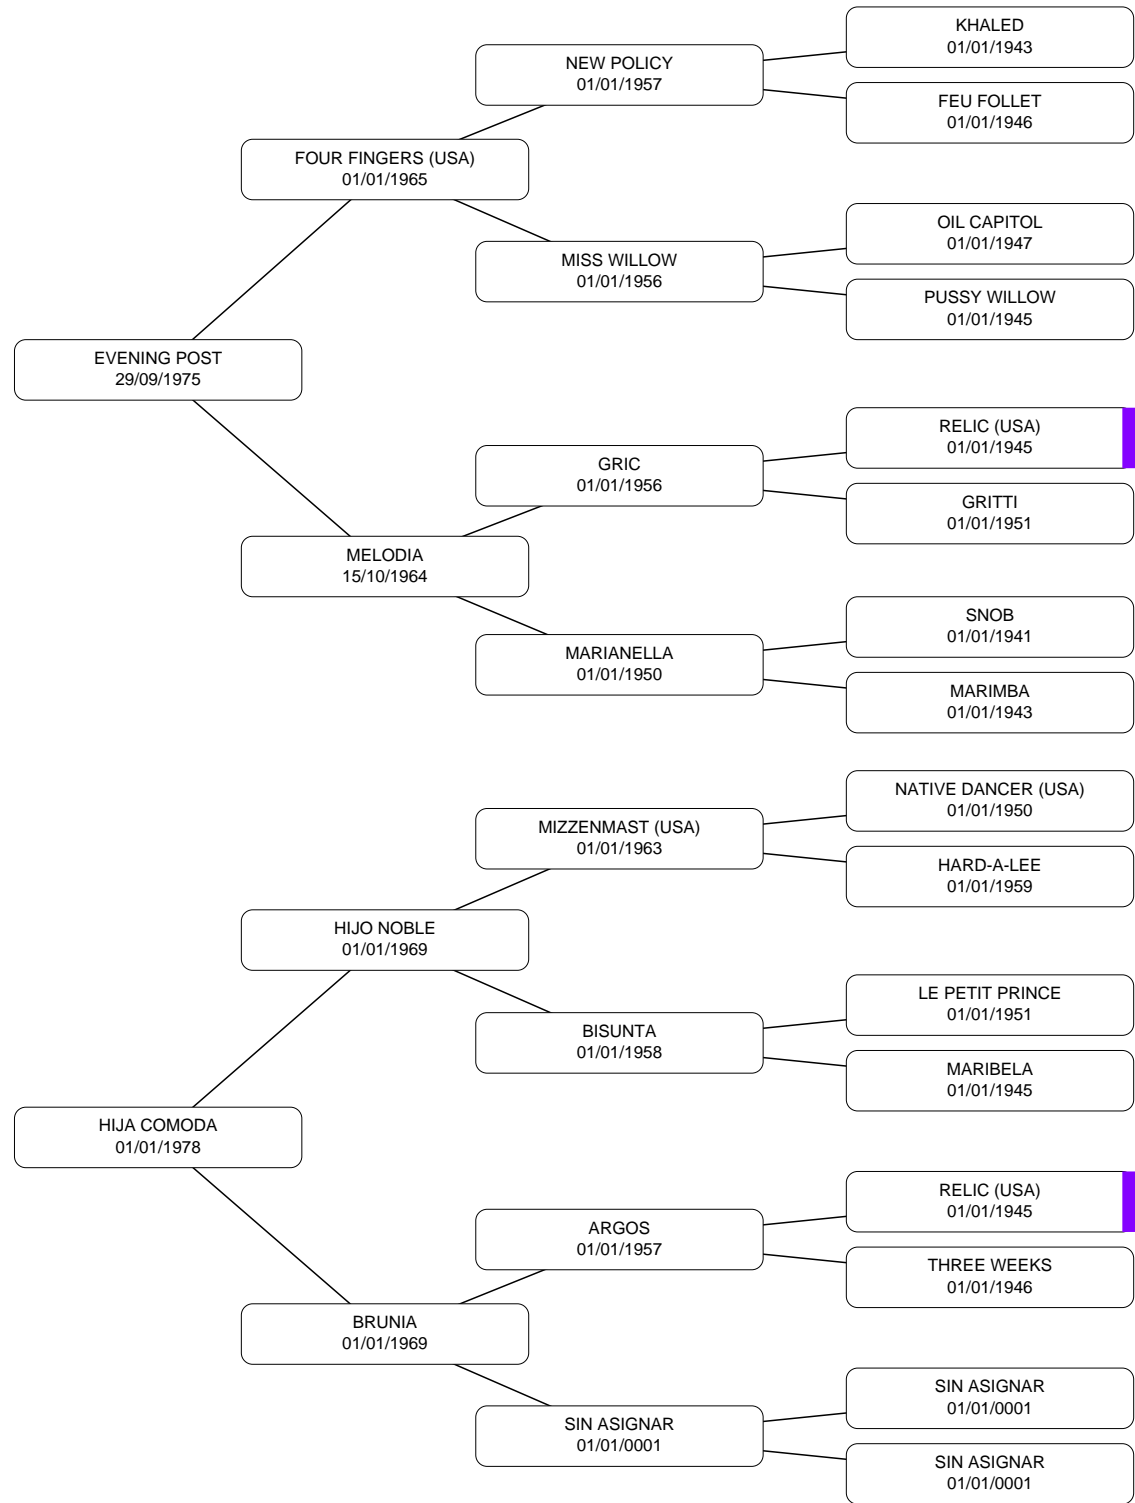 KHALED
01/01/1943
NEW POLICY
01/01/1957
FEU FOLLET
01/01/1946
FOUR FINGERS (USA)
01/01/1965
OIL CAPITOL
01/01/1947
MISS WILLOW
01/01/1956
PUSSY WILLOW
01/01/1945
EVENING POST
29/09/1975
RELIC (USA)
01/01/1945
GRIC
01/01/1956
GRITTI
01/01/1951
MELODIA
15/10/1964
SNOB
01/01/1941
MARIANELLA
01/01/1950
MARIMBA
01/01/1943
NATIVE DANCER (USA)
01/01/1950
MIZZENMAST (USA)
01/01/1963
HARD-A-LEE
01/01/1959
HIJO NOBLE
01/01/1969
LE PETIT PRINCE
01/01/1951
BISUNTA
01/01/1958
MARIBELA
01/01/1945
HIJA COMODA
01/01/1978
RELIC (USA)
01/01/1945
ARGOS
01/01/1957
THREE WEEKS
01/01/1946
BRUNIA
01/01/1969
SIN ASIGNAR
01/01/0001
SIN ASIGNAR
01/01/0001
SIN ASIGNAR
01/01/0001